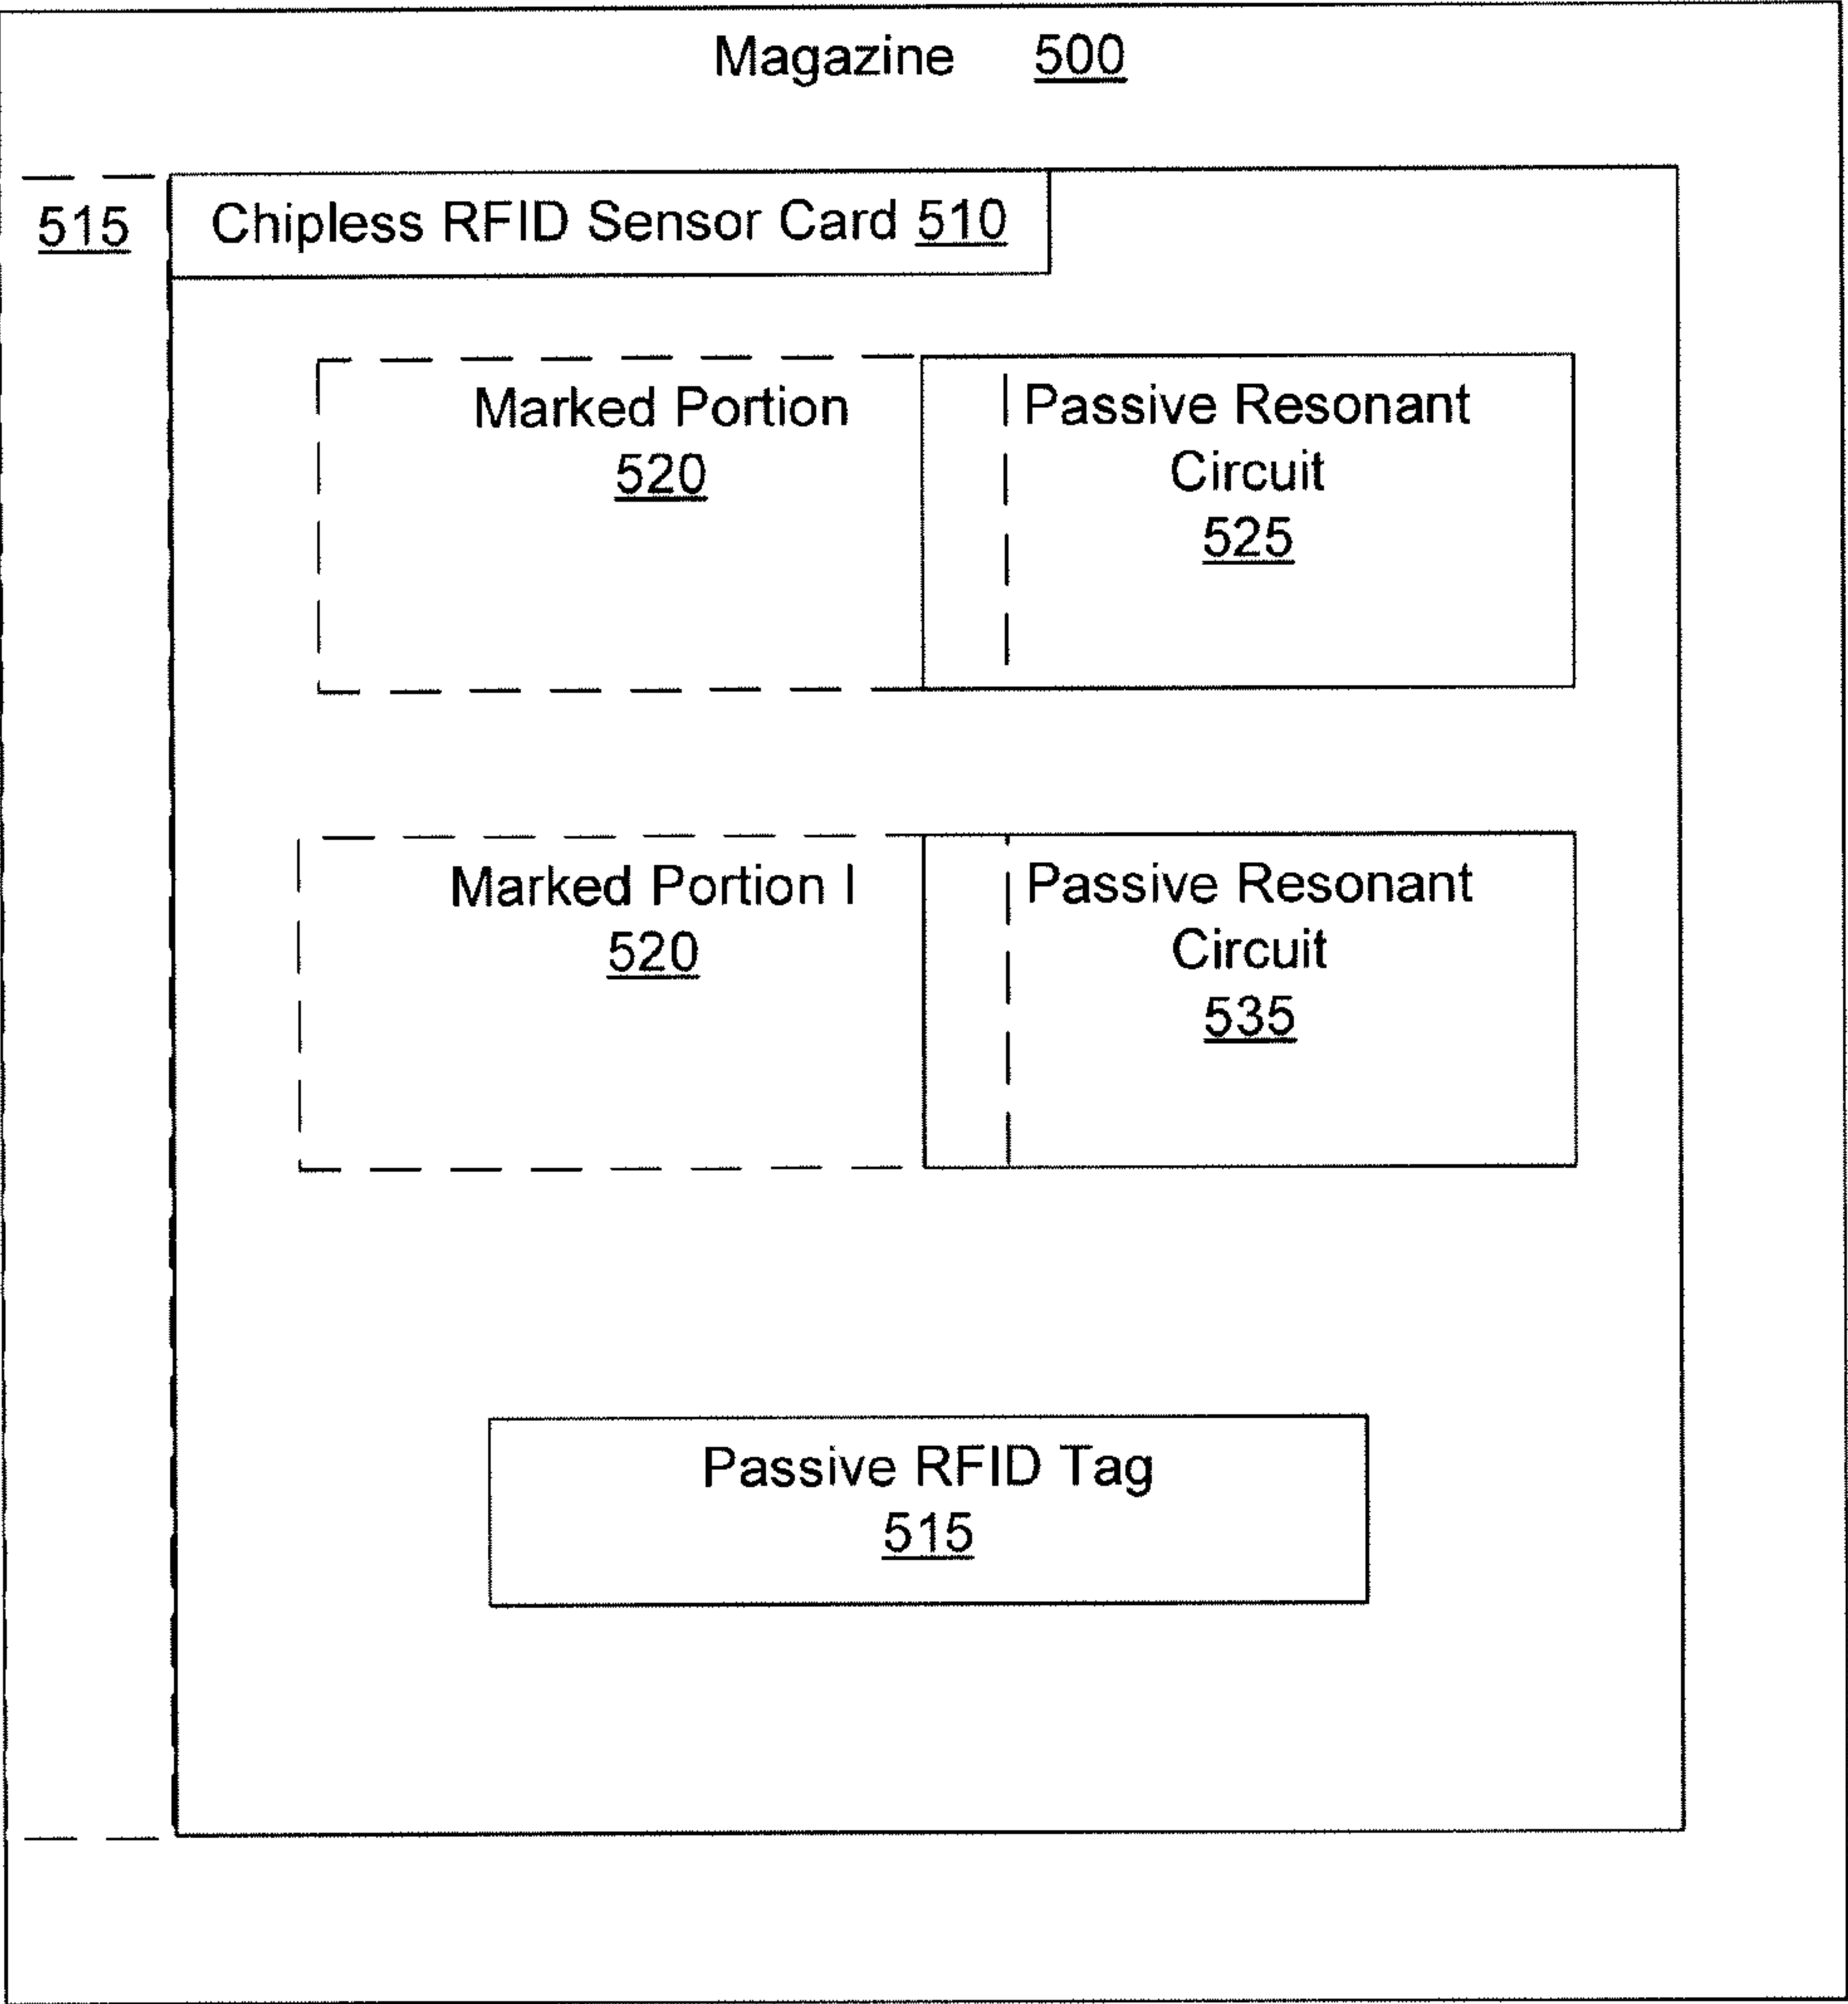 Magazine 500
515
Chipless RFID Sensor Card 510
Marked Portion
520
Passive Resonant
Circuit
525
Marked Portion I
520
Passive Resonant
Circuit
535
Passive RFID Tag
515